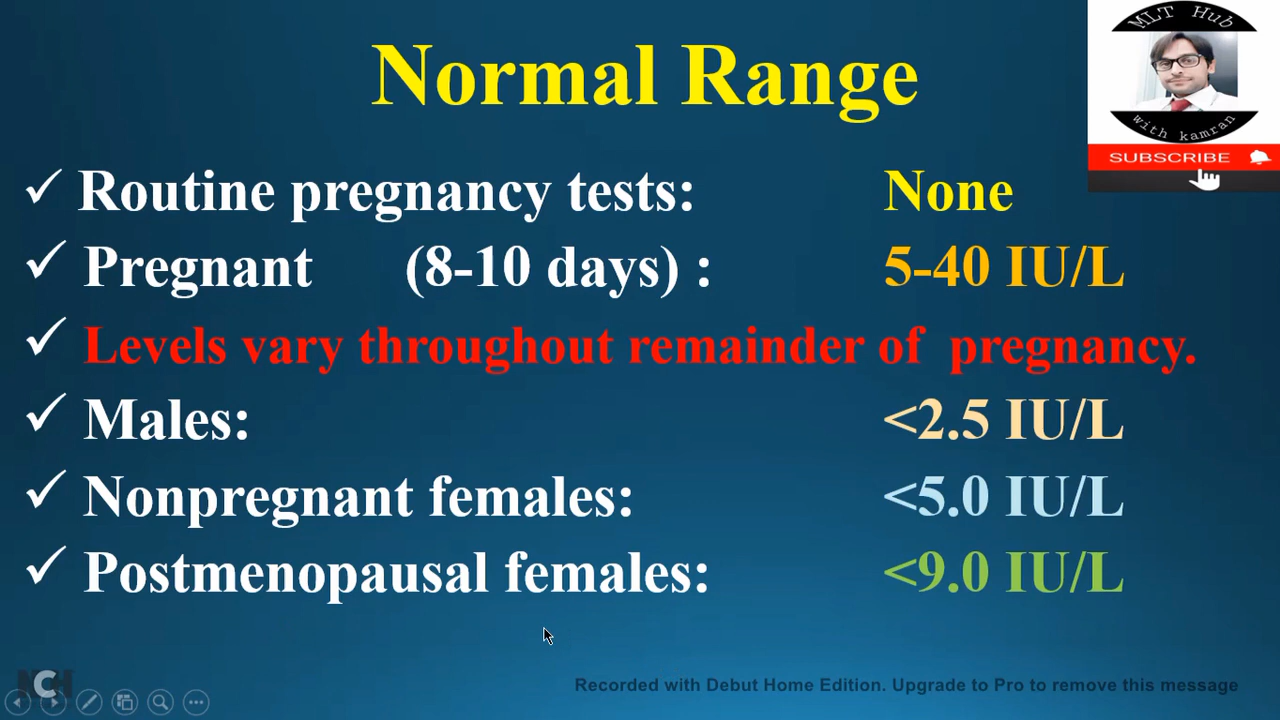 Normal Range
MLT Hub
with kamran
SUBSCRIBE
✓ Routine pregnancy tests: None
✓ Pregnant (8-10 days) : 5-40 IU/L
✓ Levels vary throughout remainder of pregnancy.
✓ Males: <2.5 IU/L
✓ Nonpregnant females: <5.0 IU/L
✓ Postmenopausal females: <9.0 IU/L
Recorded with Debut Home Edition. Upgrade to Pro to remove this message